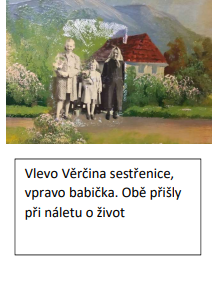 Vlevo Věrčina sestřenice,
vpravo babička. Obě přišly
při náletu o život